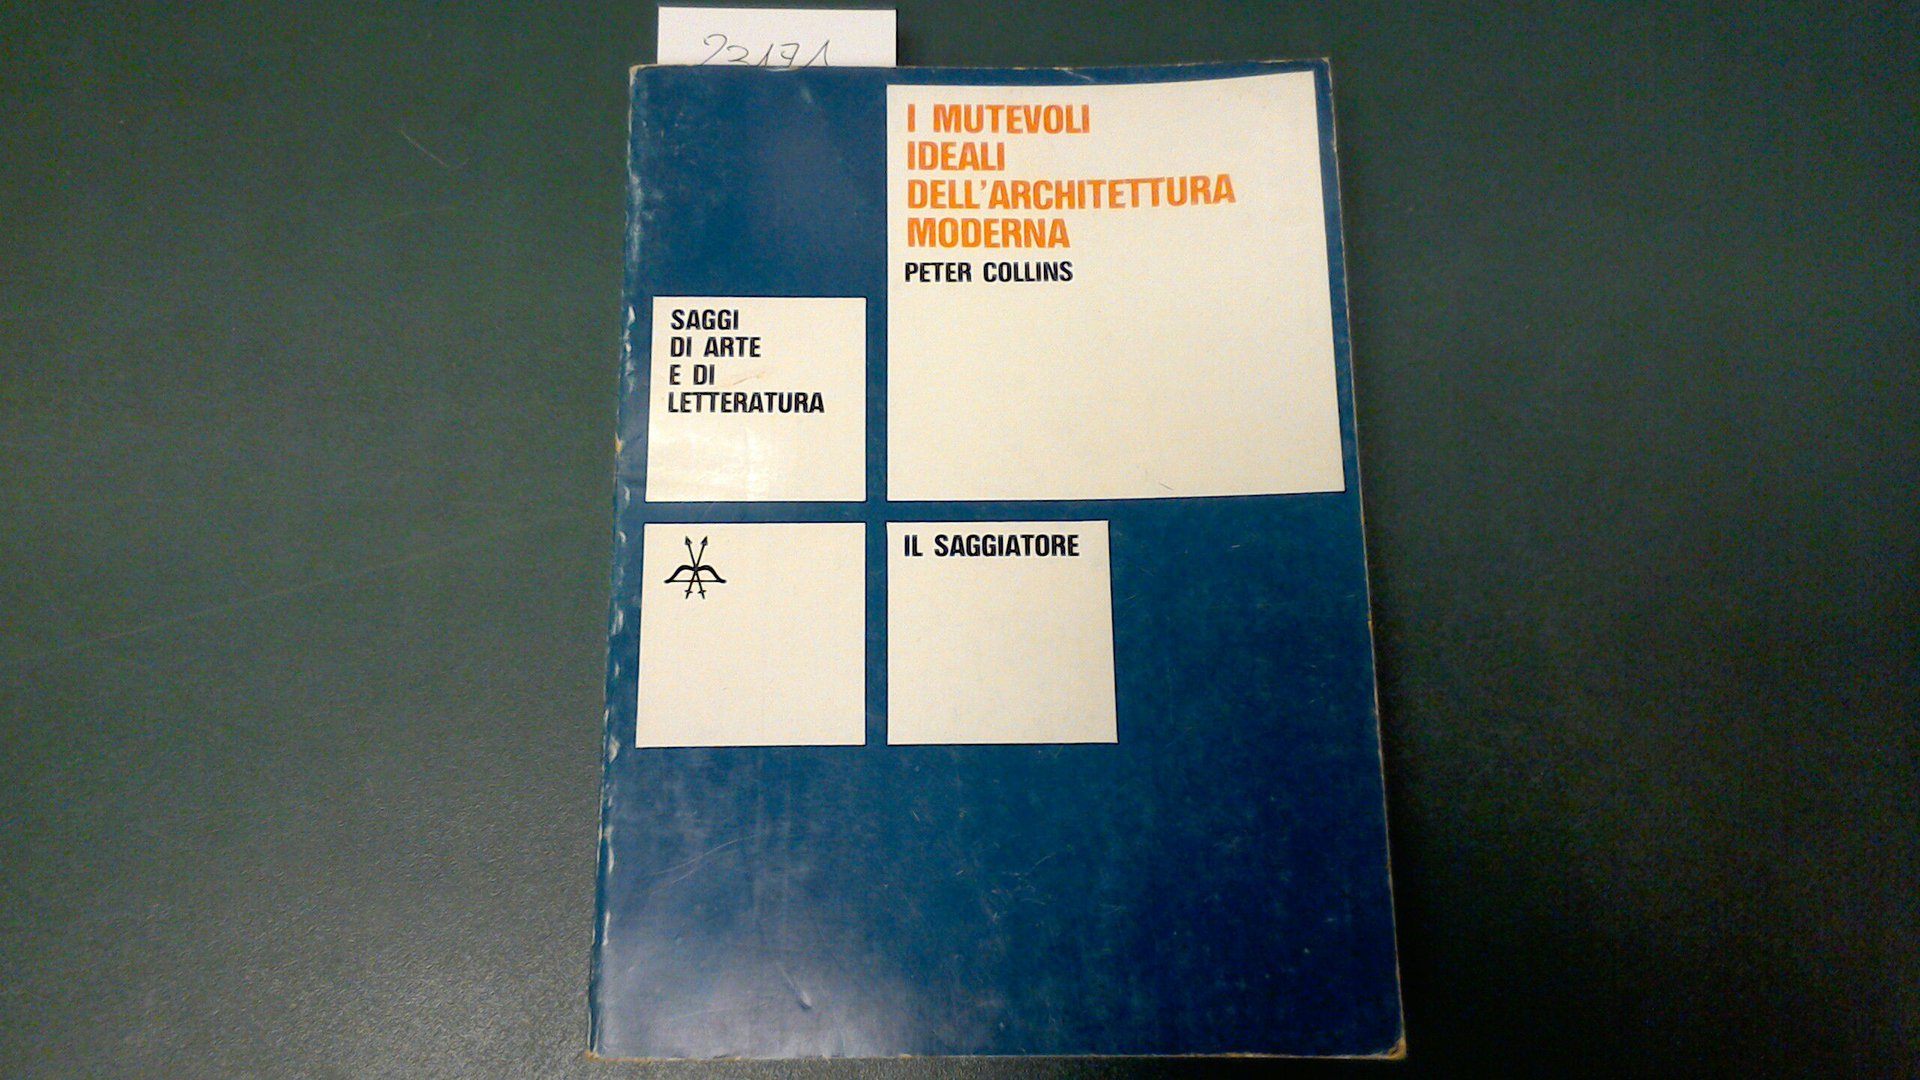 I MUTEVOLI
IDEALI
DELL'ARCHITETTURA
MODERNA
PETER COLLINS
SAGGI
DI ARTE
E DI
LETTERATURA
IL SAGGIATORE